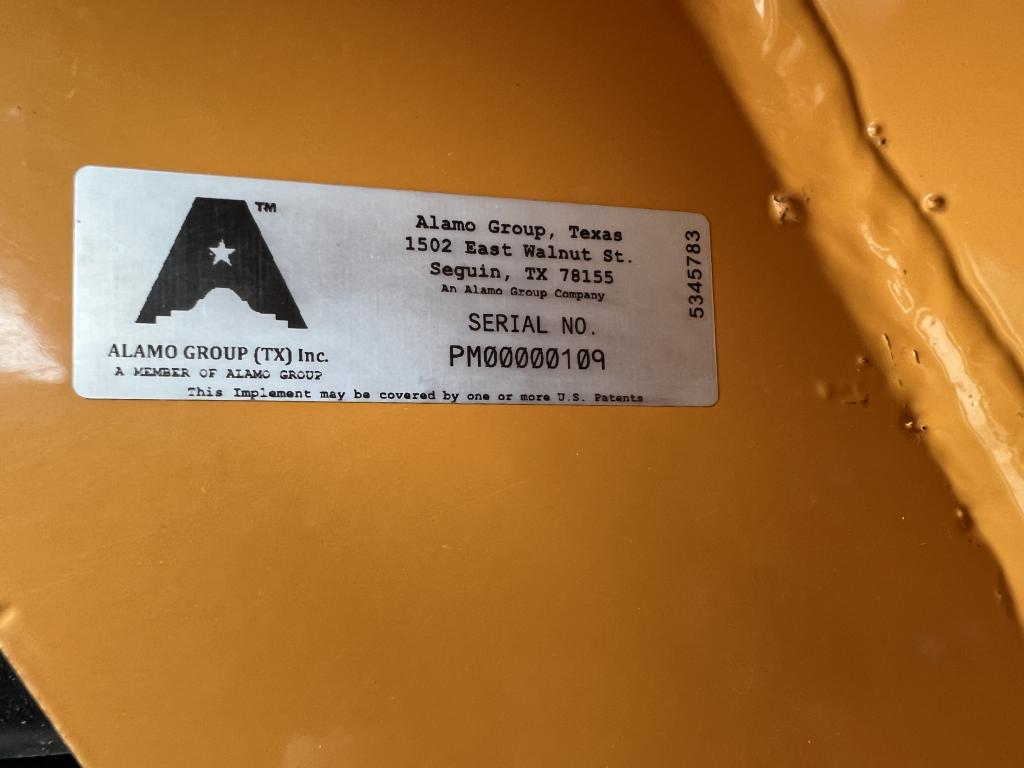 TM
ALAMO GROUP (TX) Inc.
A MEMBER OF ALAMO GROUP
Alamo Group, Texas
1502 East Walnut St.
Seguin, TX 78155
An Alamo Group Company
SERIAL NO.
PM00000109
5345783
This Implement may be covered by one or more U.S. Patents